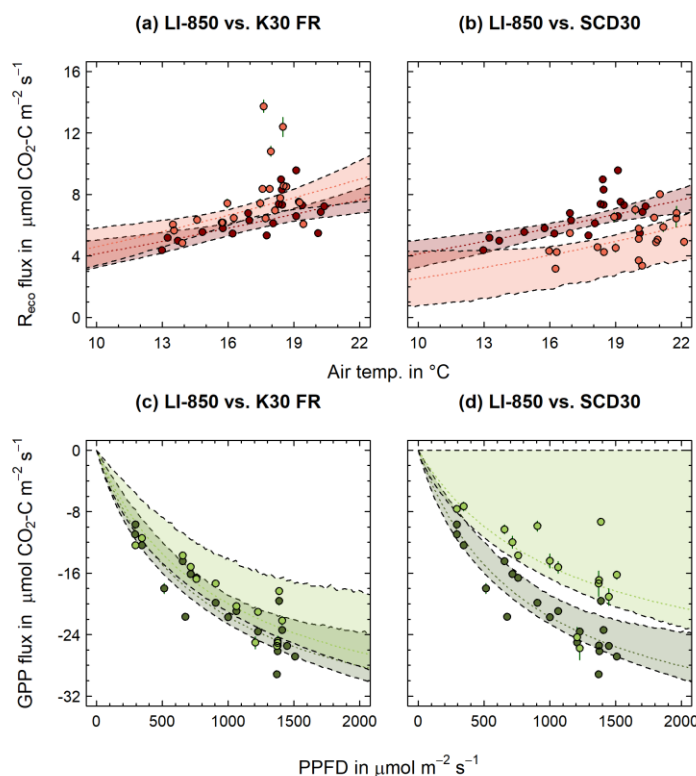 (a) LI-850 vs. K30 FR
(b) LI-850 vs. SCD30
R_eco flux in μmol CO₂-C m⁻² s⁻¹
16
12
8
4
0
10 13 16 19 22
10 13 16 19 22
Air temp. in °C
(c) LI-850 vs. K30 FR
(d) LI-850 vs. SCD30
GPP flux in μmol CO₂-C m⁻² s⁻¹
0
-8
-16
-24
-32
0 500 1000 1500 2000
0 500 1000 1500 2000
PPFD in μmol m⁻² s⁻¹